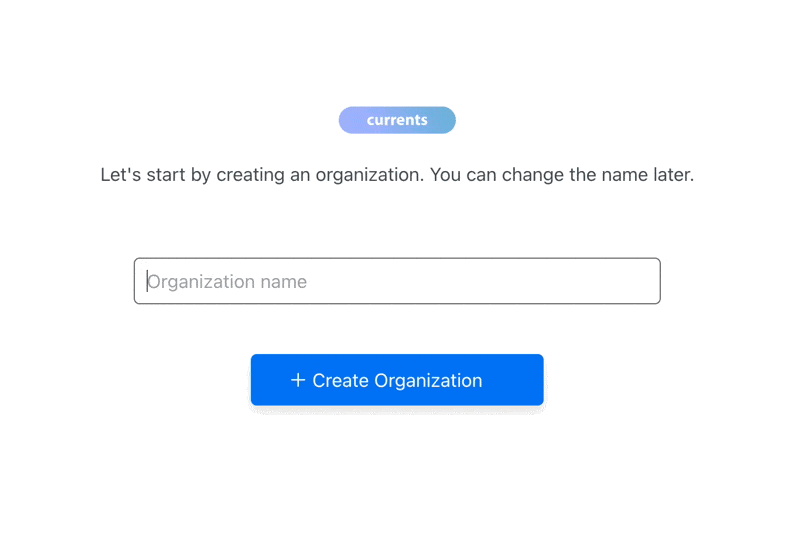 currents
Let's start by creating an organization. You can change the name later.
Organization name
+ Create Organization